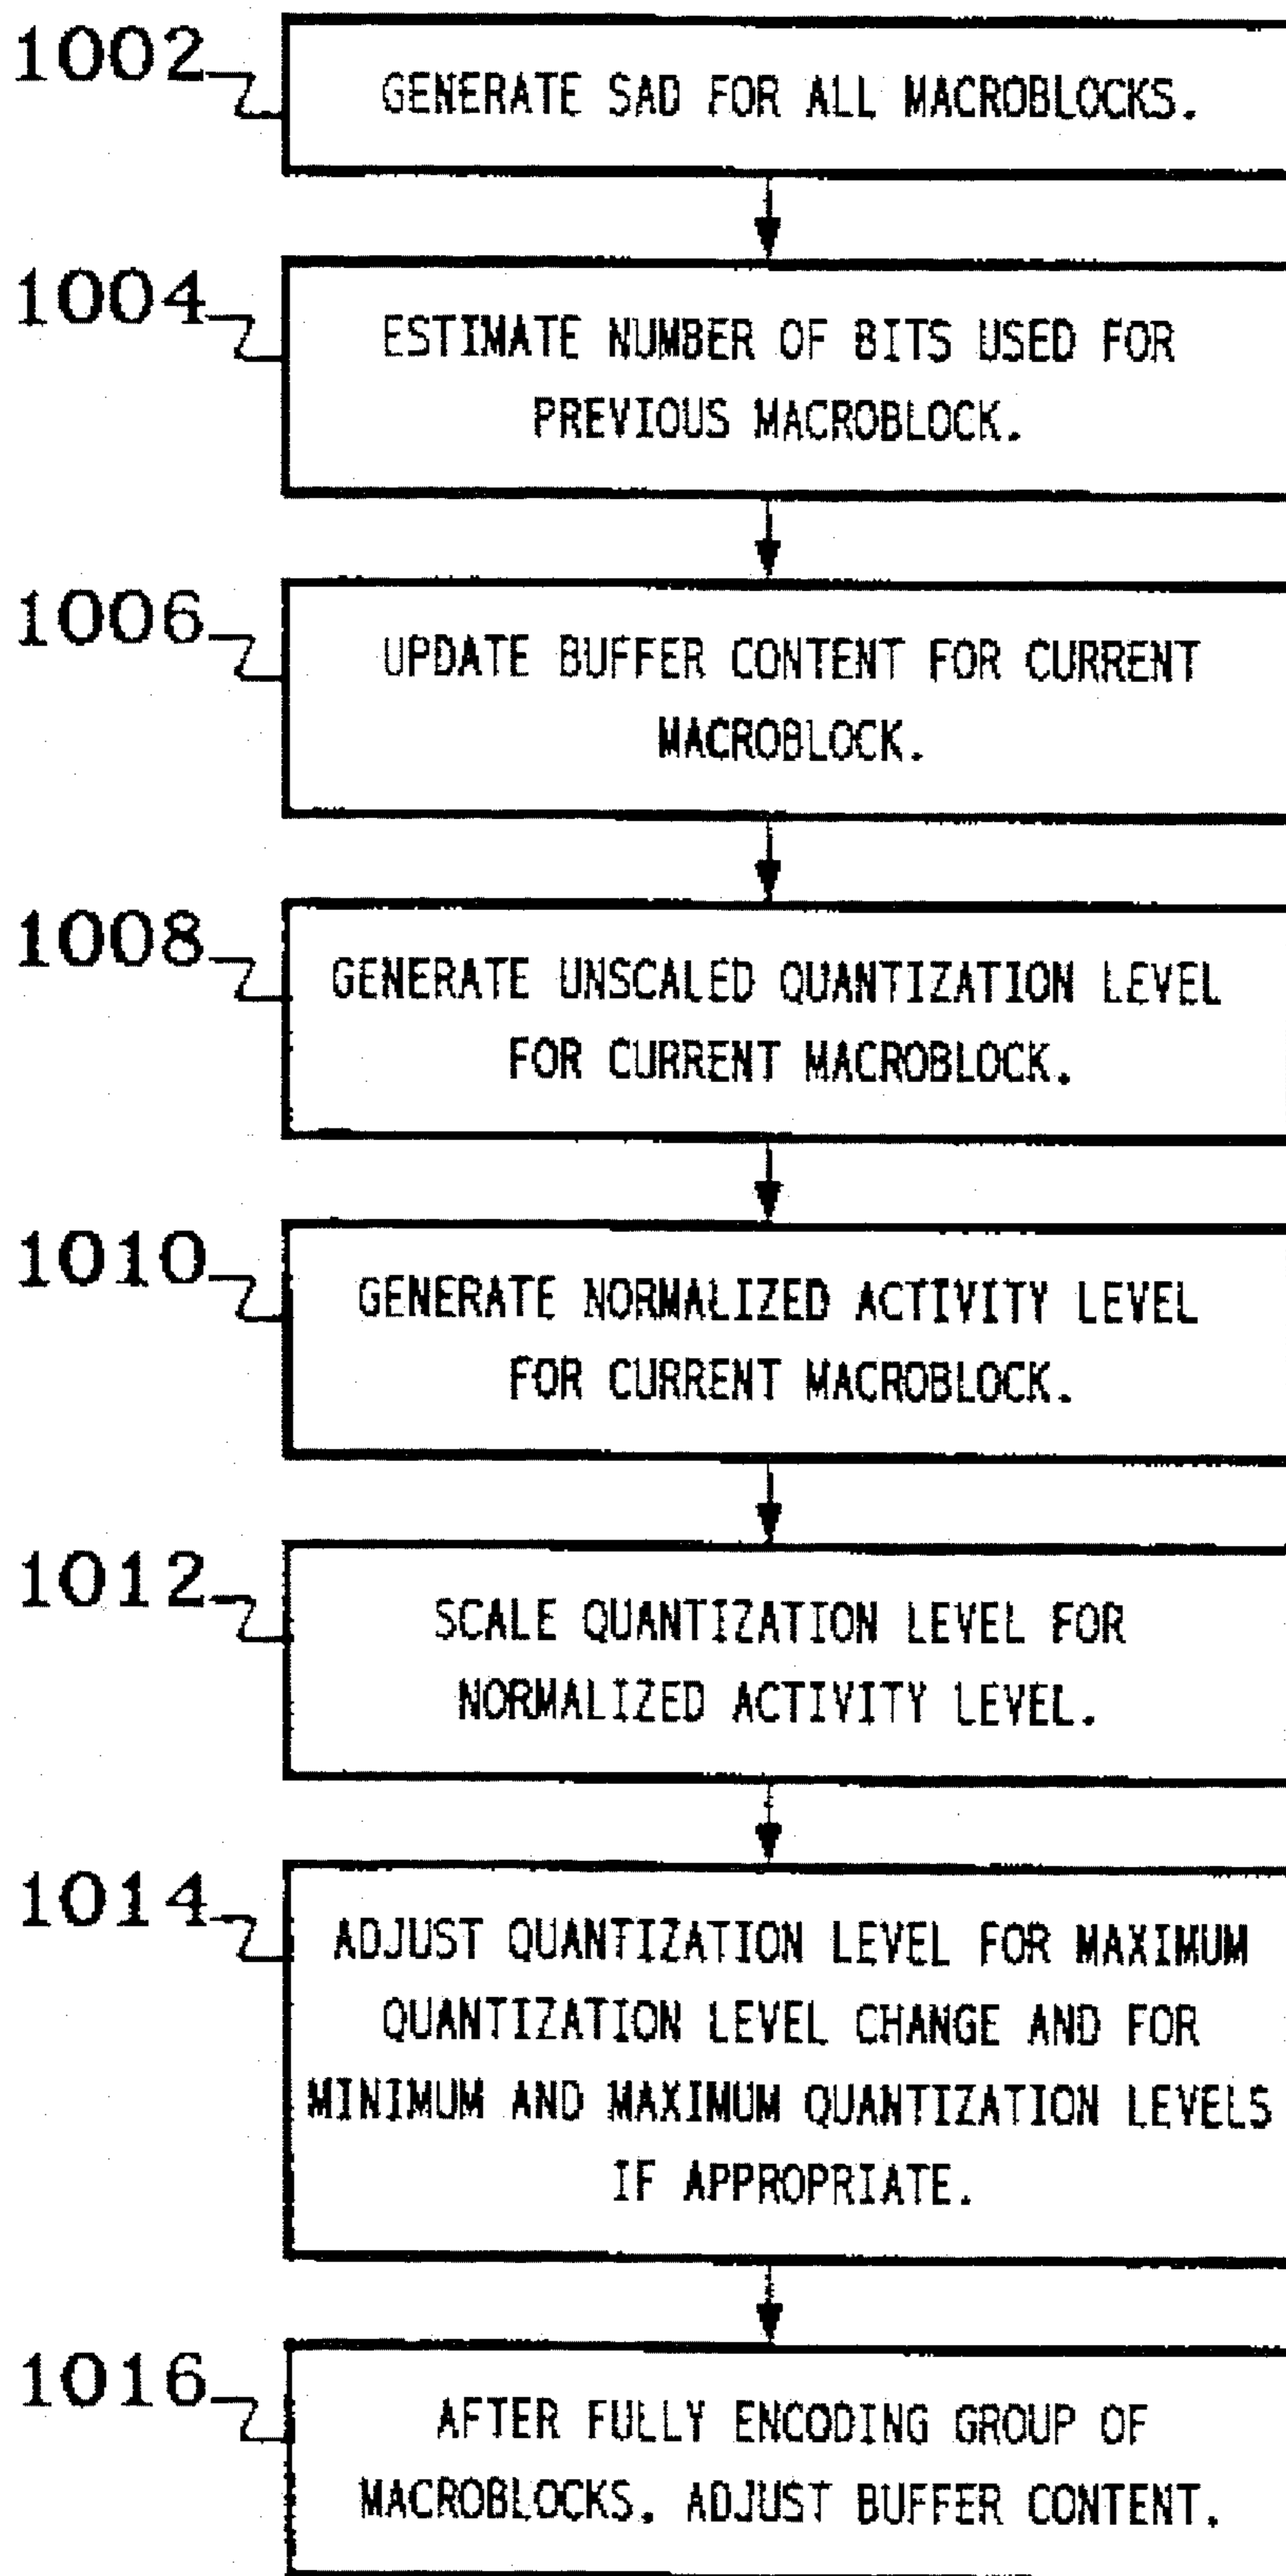 1002
GENERATE SAD FOR ALL MACROBLOCKS.
1004
ESTIMATE NUMBER OF BITS USED FOR
PREVIOUS MACROBLOCK.
1006
UPDATE BUFFER CONTENT FOR CURRENT
MACROBLOCK.
1008
GENERATE UNSCALED QUANTIZATION LEVEL
FOR CURRENT MACROBLOCK.
1010
GENERATE NORMALIZED ACTIVITY LEVEL
FOR CURRENT MACROBLOCK.
1012
SCALE QUANTIZATION LEVEL FOR
NORMALIZED ACTIVITY LEVEL.
1014
ADJUST QUANTIZATION LEVEL FOR MAXIMUM
QUANTIZATION LEVEL CHANGE AND FOR
MINIMUM AND MAXIMUM QUANTIZATION LEVELS
IF APPROPRIATE.
1016
AFTER FULLY ENCODING GROUP OF
MACROBLOCKS, ADJUST BUFFER CONTENT.